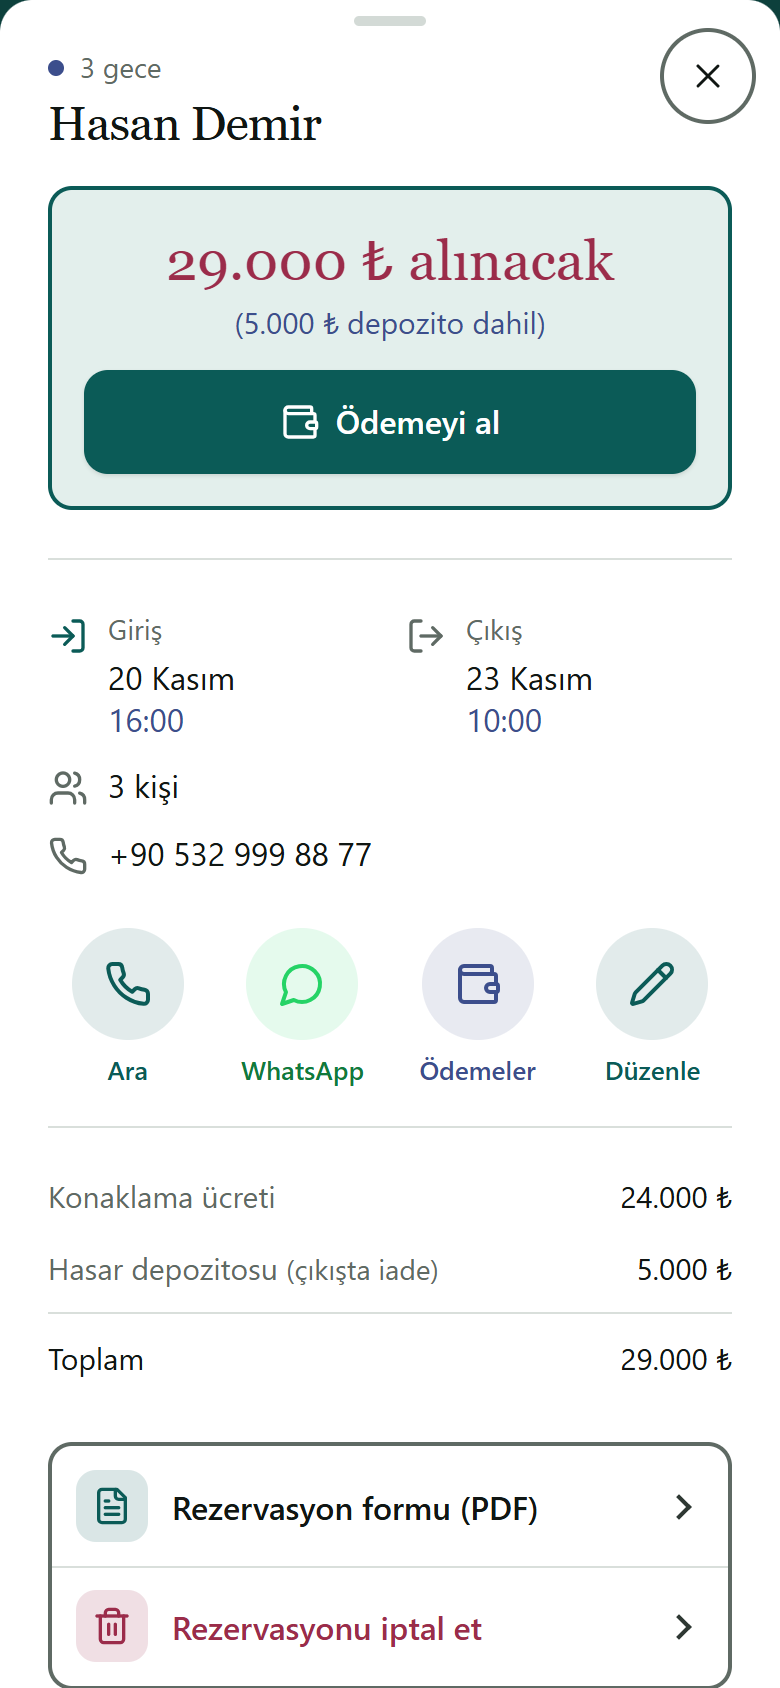 3 gece
Hasan Demir
29.000 ₺ alınacak
(5.000 ₺ depozito dahil)
Ödemeyi al
Giriş
20 Kasım
16:00
Çıkış
23 Kasım
10:00
3 kişi
+90 532 999 88 77
Ara
WhatsApp
Ödemeler
Düzenle
Konaklama ücreti 24.000 ₺
Hasar depozitosu (çıkışta iade) 5.000 ₺
Toplam 29.000 ₺
Rezervasyon formu (PDF)
Rezervasyonu iptal et